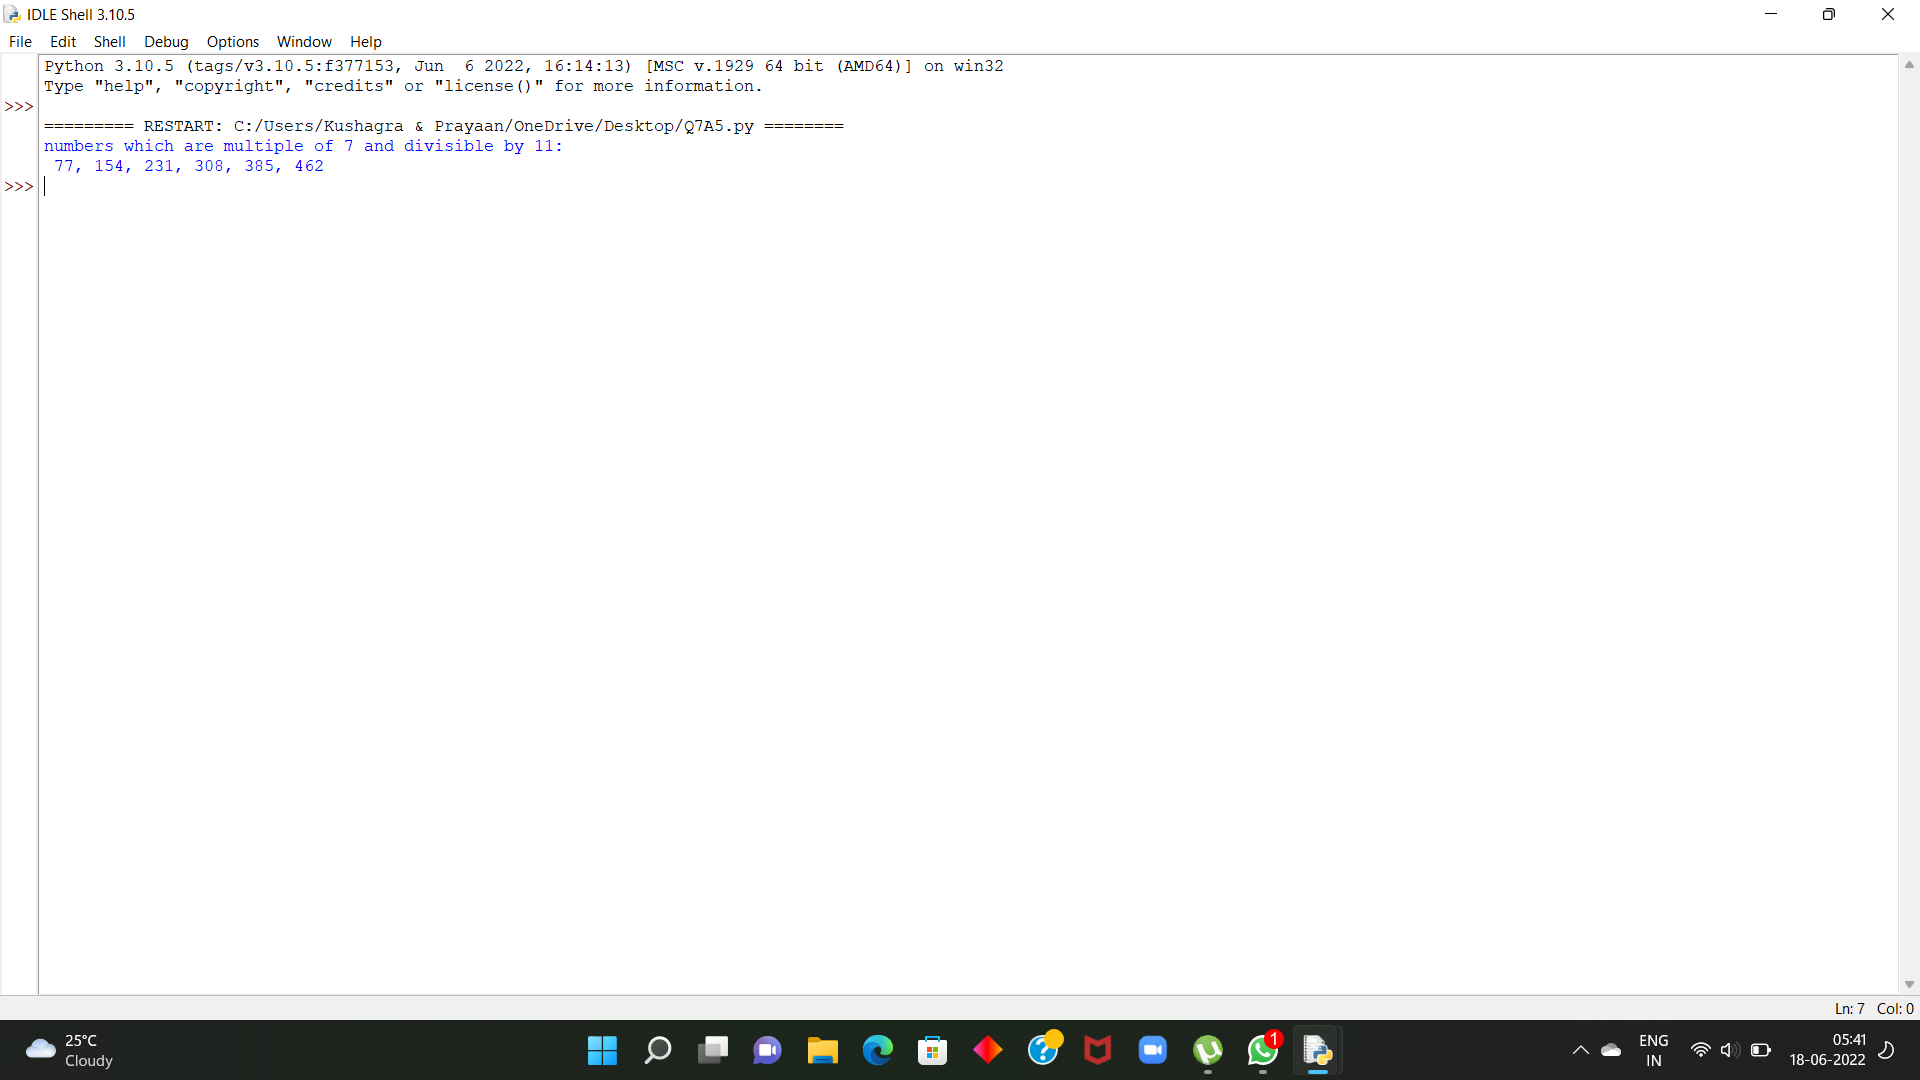 IDLE Shell 3.10.5
File Edit Shell Debug Options Window Help
Python 3.10.5 (tags/v3.10.5:f377153, Jun  6 2022, 16:14:13) [MSC v.1929 64 bit (AMD64)] on win32
Type "help", "copyright", "credits" or "license()" for more information.
>>>
========= RESTART: C:/Users/Kushagra & Prayaan/OneDrive/Desktop/Q7A5.py ========
numbers which are multiple of 7 and divisible by 11:
 77, 154, 231, 308, 385, 462
>>>
Ln: 7 Col: 0
25°C
Cloudy
1
ENG
IN
05:41
18-06-2022